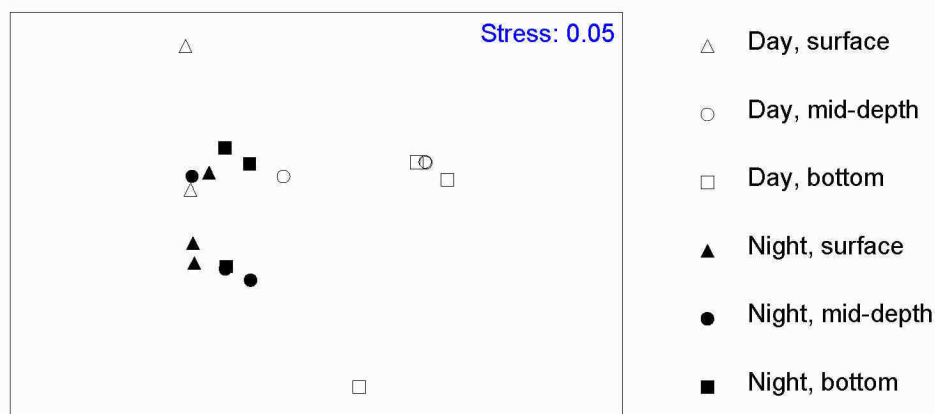 Stress: 0.05
Day, surface
Day, mid-depth
Day, bottom
Night, surface
Night, mid-depth
Night, bottom